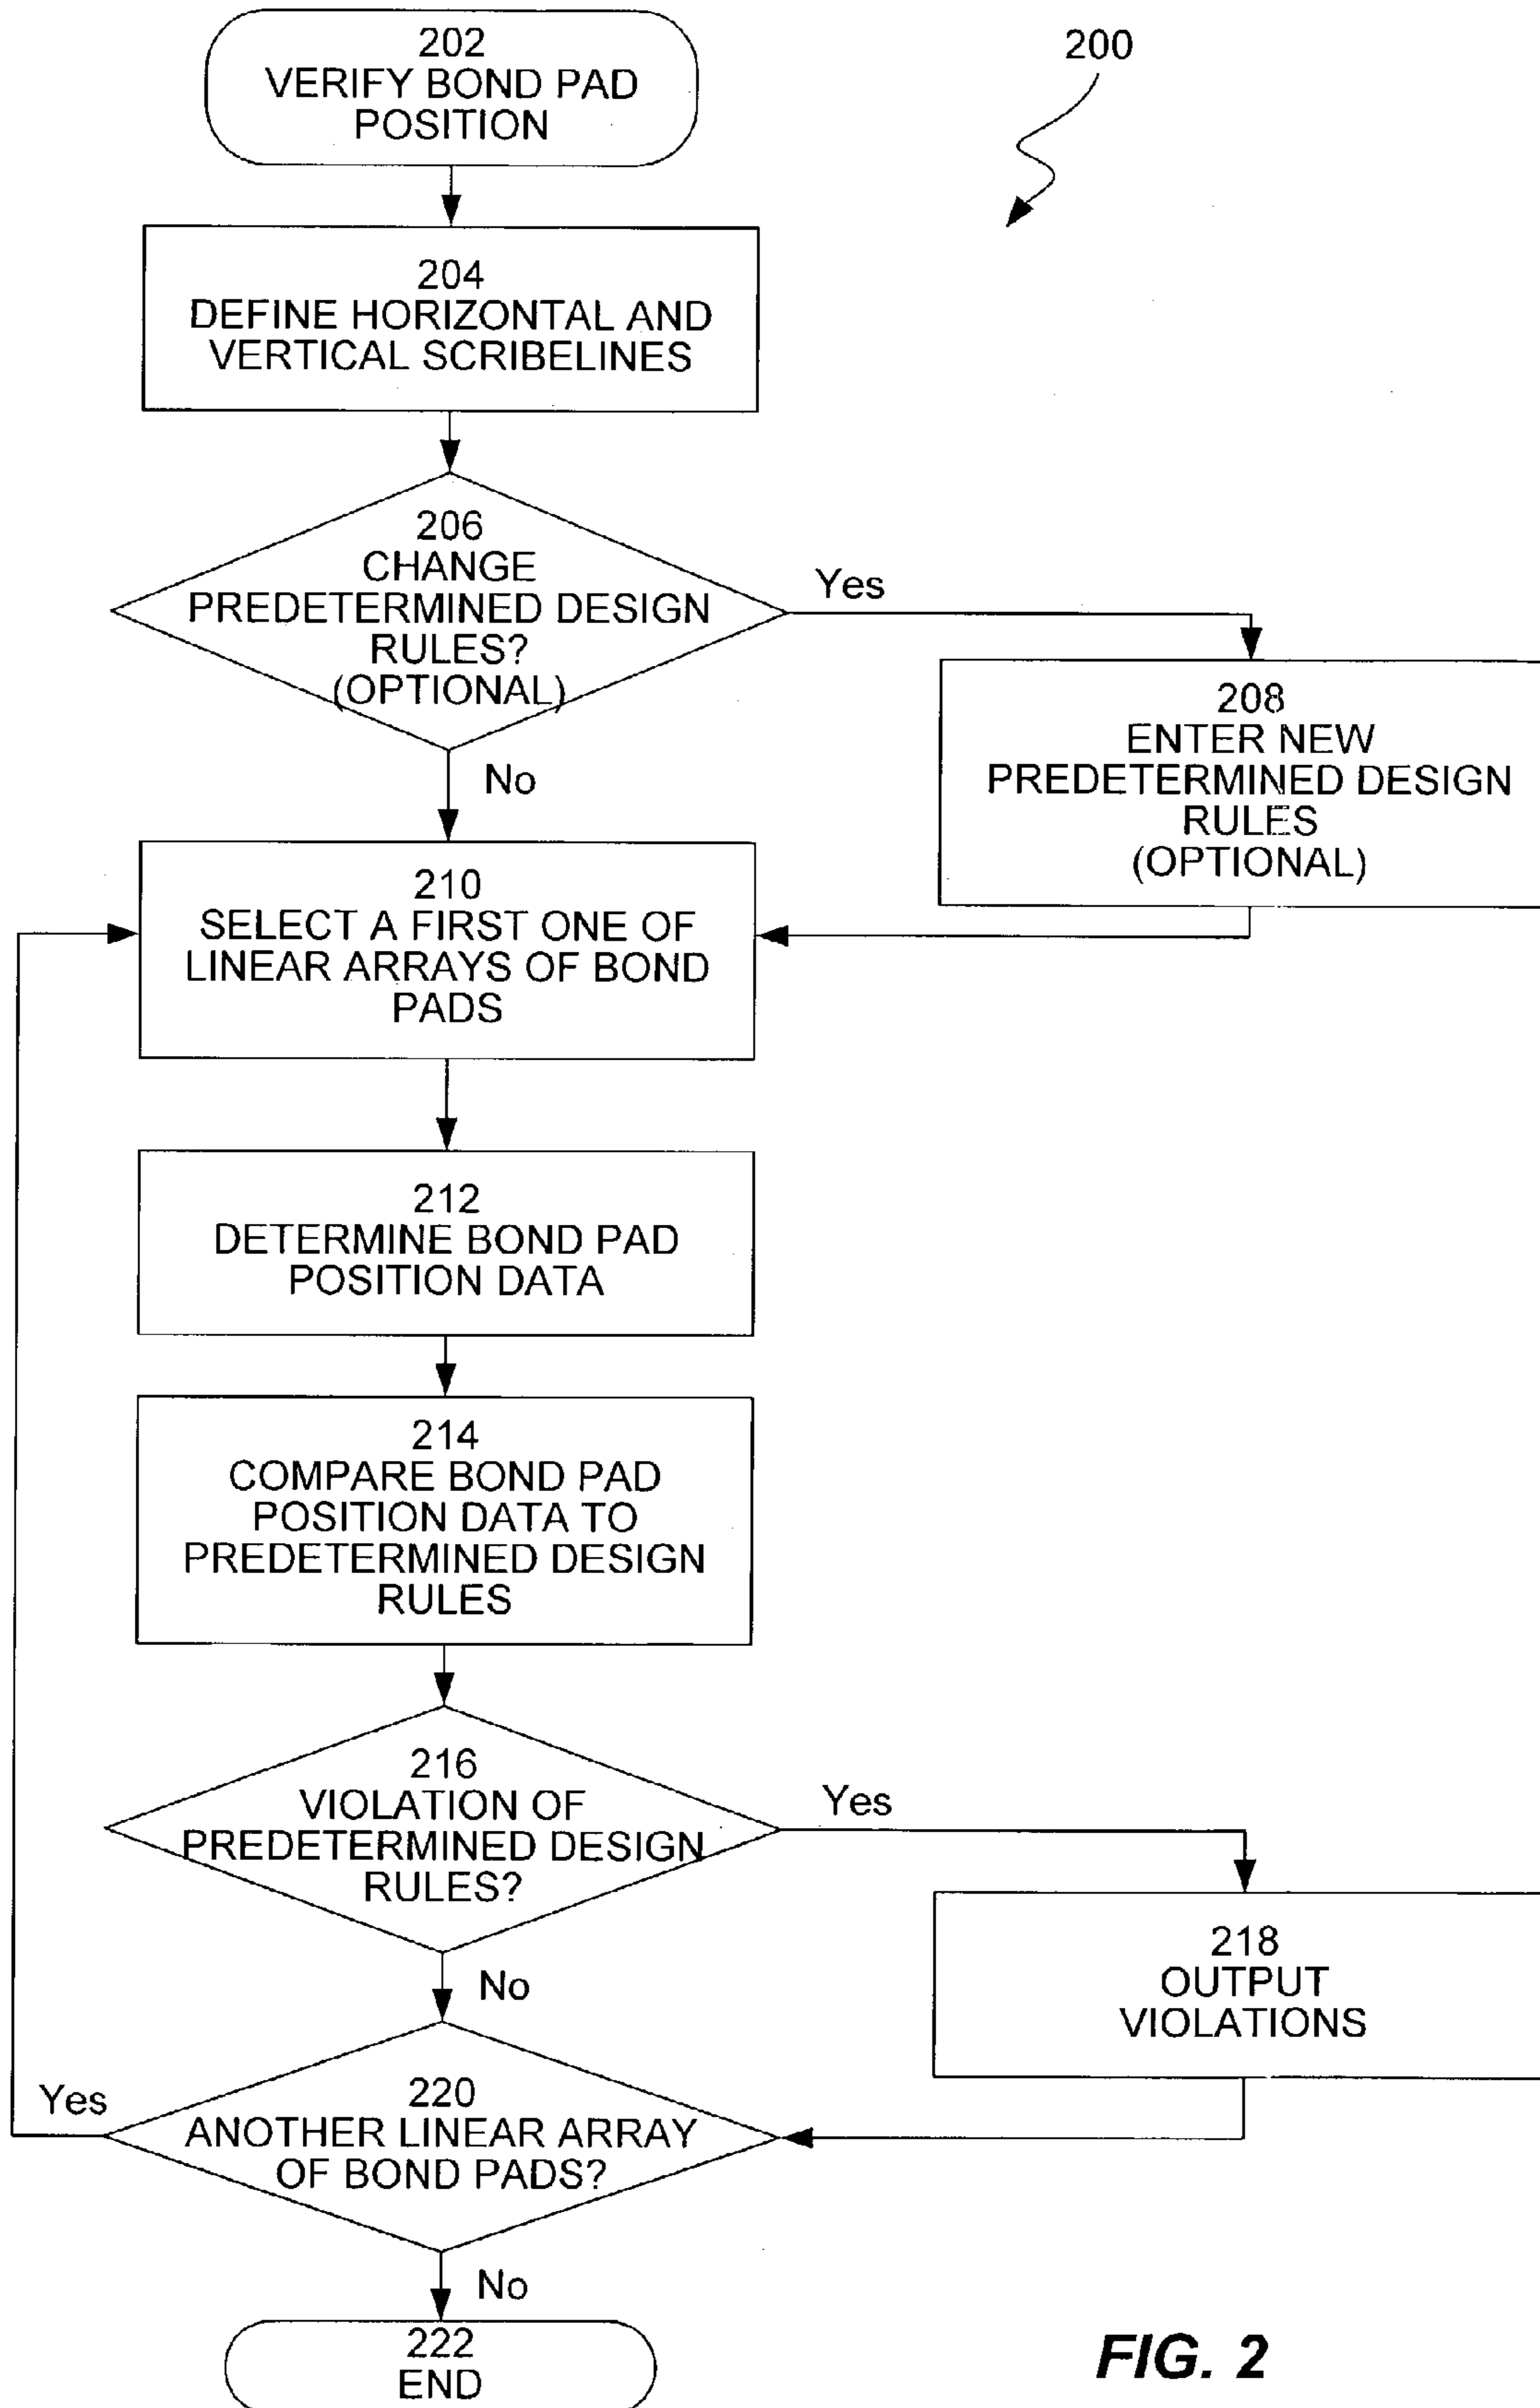 202
VERIFY BOND PAD
POSITION
200
204
DEFINE HORIZONTAL AND
VERTICAL SCRIBELINES
206
CHANGE
PREDETERMINED DESIGN
RULES?
(OPTIONAL)
Yes
208
ENTER NEW
PREDETERMINED DESIGN
RULES
(OPTIONAL)
No
210
SELECT A FIRST ONE OF
LINEAR ARRAYS OF BOND
PADS
212
DETERMINE BOND PAD
POSITION DATA
214
COMPARE BOND PAD
POSITION DATA TO
PREDETERMINED DESIGN
RULES
216
VIOLATION OF
PREDETERMINED DESIGN
RULES?
Yes
218
OUTPUT
VIOLATIONS
No
220
ANOTHER LINEAR ARRAY
OF BOND PADS?
Yes
No
222
END
FIG. 2